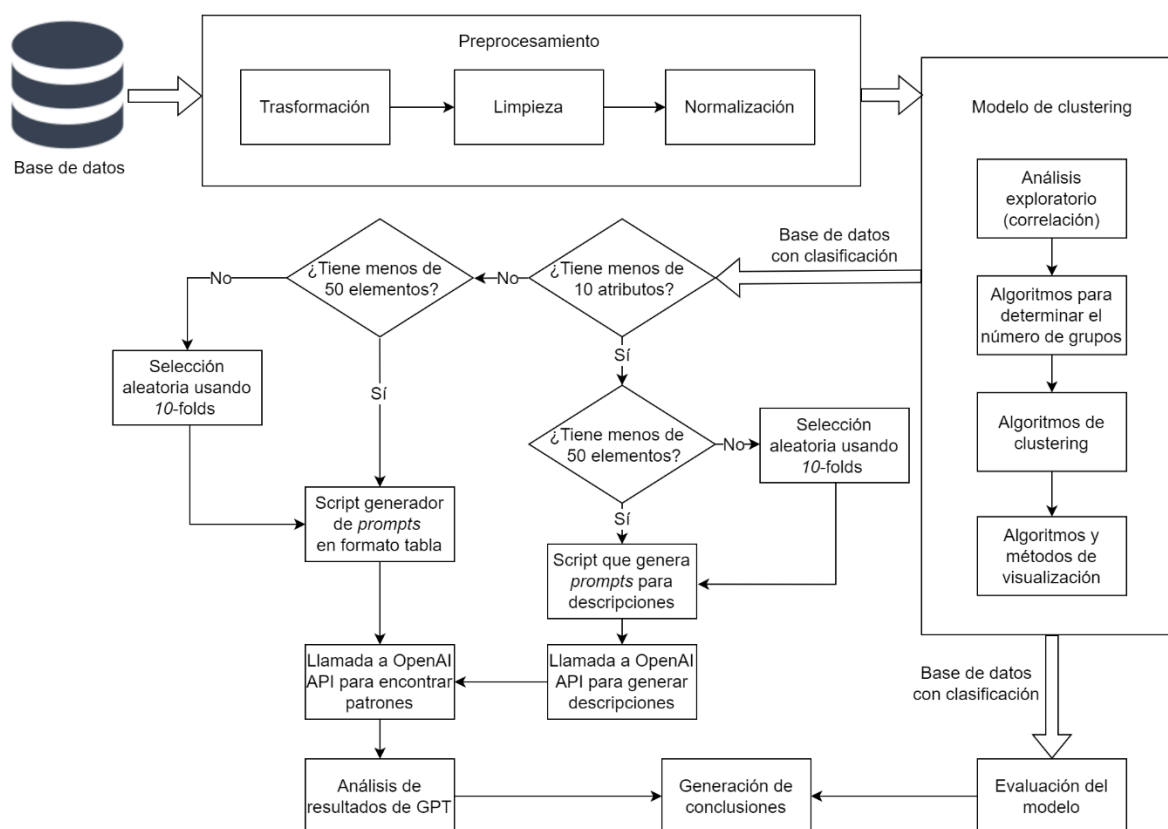 Preprocesamiento
Trasformación
Limpieza
Normalización
Base de datos
Modelo de clustering
Análisis
exploratorio
(correlación)
Algoritmos para
determinar el
número de grupos
Algoritmos de
clustering
Algoritmos y
métodos de
visualización
Base de datos
con clasificación
¿Tiene menos de
10 atributos?
No
¿Tiene menos de
50 elementos?
No
Selección
aleatoria usando
10-folds
Sí
Sí
¿Tiene menos de
50 elementos?
No
Selección
aleatoria usando
10-folds
Sí
Script generador
de prompts
en formato tabla
Script que genera
prompts para
descripciones
Llamada a OpenAI
API para encontrar
patrones
Llamada a OpenAI
API para generar
descripciones
Base de datos
con clasificación
Análisis de
resultados de GPT
Generación de
conclusiones
Evaluación del
modelo